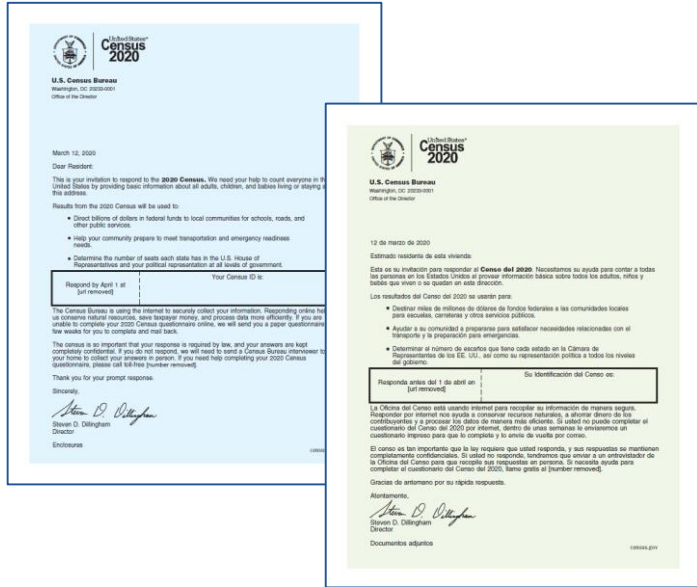 United States®
Census
2020
U.S. Census Bureau
Washington, DC 20233-0001
Office of the Director
March 12, 2020
Dear Resident:
This is your invitation to respond to the 2020 Census. We need your help to count everyone in the
United States by providing basic information about all adults, children, and babies living or staying
this address.
Results from the 2020 Census will be used to:
• Direct billions of dollars in federal funds to local communities for schools, roads, and
other public services.
• Help your community prepare to meet transportation and emergency readiness
needs.
• Determine the number of seats each state has in the U.S. House of
Representatives and your political representation at all levels of government.
Respond by April 1 at
[url removed]
Your Census ID is:
The Census Bureau is using the internet to securely collect your information. Responding online
us conserve natural resources, save taxpayer money, and process data more efficiently. If you are
unable to complete your 2020 Census questionnaire online, we will send you a paper questionnaire
few weeks for you to complete and mail back.
The census is so important that your response is required by law, and your answers are kept
completely confidential. If you do not respond, we will need to send a Census Bureau interviewer to
your home to collect your answers in person. If you need help completing your 2020 Census
questionnaire, please call toll-free [number removed].
Thank you for your prompt response.
Sincerely,
Steven D. Dillingham
Steven D. Dillingham
Director
Enclosures
United States®
Census
2020
U.S. Census Bureau
Washington, DC 20233-0001
Office of the Director
12 de marzo de 2020
Estimado residente de esta vivienda:
Esta es su invitación para responder al Censo del 2020. Necesitamos su ayuda para contar a todas
las personas en los Estados Unidos al proveer información básica sobre todos los adultos, niños y
bebés que viven o se quedan en esta dirección.
Los resultados del Censo del 2020 se usarán para:
• Destinar miles de millones de dólares de fondos federales a las comunidades locales
para escuelas, carreteras y otros servicios públicos.
• Ayudar a su comunidad a prepararse para satisfacer necesidades relacionadas con el
transporte y la preparación para emergencias.
• Determinar el número de escaños que tiene cada estado en la Cámara de
Representantes de los EE. UU., así como su representación política a todos los niveles
del gobierno.
Responda antes del 1 de abril en
[url removed]
Su Identificación del Censo es:
La Oficina del Censo está usando internet para recopilar su información de manera segura.
Responder por internet nos ayuda a conservar recursos naturales, a ahorrar dinero de los
contribuyentes y a procesar los datos de manera más eficiente. Si usted no puede completar el
cuestionario del Censo del 2020 por internet, dentro de unas semanas le enviaremos un
cuestionario impreso para que lo complete y lo envíe de vuelta por correo.
El censo es tan importante que la ley requiere que usted responda, y sus respuestas se mantienen
completamente confidenciales. Si usted no responde, tendremos que enviar a un entrevistador de
la Oficina del Censo para que recopile sus respuestas en persona. Si necesita ayuda para
completar el cuestionario del Censo del 2020, llame gratis al [number removed].
Gracias de antemano por su rápida respuesta.
Atentamente,
Steven D. Dillingham
Steven D. Dillingham
Director
Documentos adjuntos
census.gov